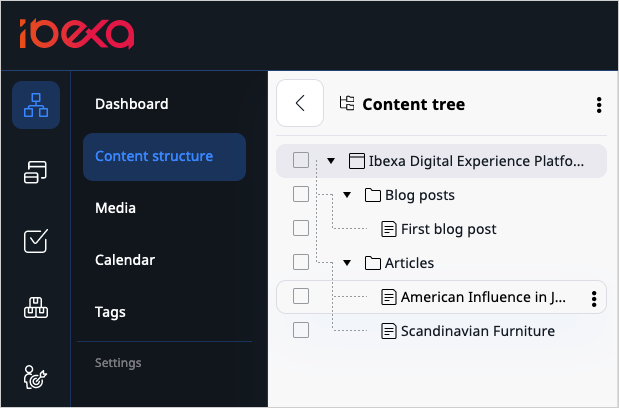 ibexa
Dashboard
Content structure
Media
Calendar
Tags
Settings
Content tree
Ibexa Digital Experience Platfo...
Blog posts
First blog post
Articles
American Influence in J...
Scandinavian Furniture